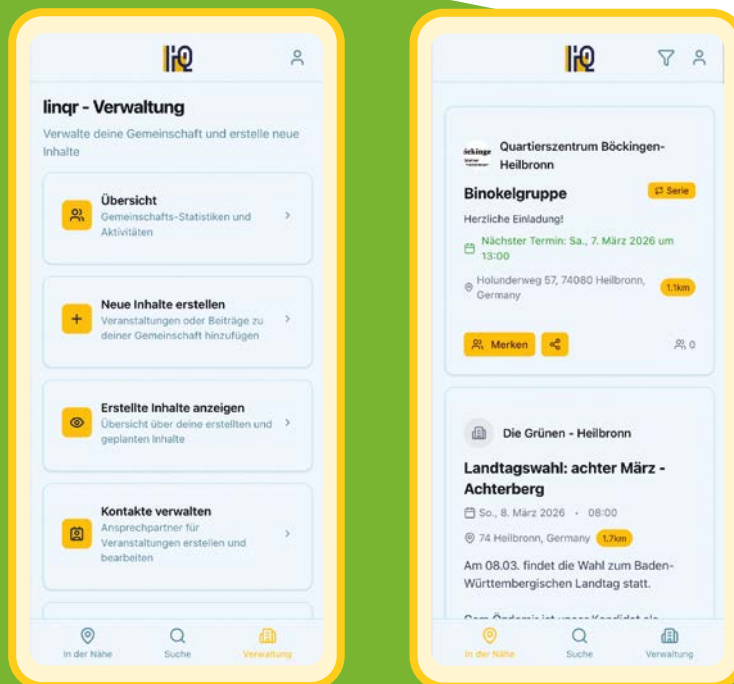 liQ
linqr - Verwaltung
Verwalte deine Gemeinschaft und erstelle neue
Inhalte
Übersicht
Gemeinschafts-Statistiken und
Aktivitäten
Neue Inhalte erstellen
Veranstaltungen oder Beiträge zu
deiner Gemeinschaft hinzufügen
Erstellte Inhalte anzeigen
Übersicht über deine erstellten und
geplanten Inhalte
Kontakte verwalten
Ansprechpartner für
Veranstaltungen erstellen und
bearbeiten
In der Nähe
Suche
Verwaltung
liQ
Quartierszentrum Böckingen-
Heilbronn
Binokelgruppe
Serie
Herzliche Einladung!
Nächster Termin: Sa., 7. März 2026 um
13:00
Holunderweg 57, 74080 Heilbronn,
Germany
1.1km
Merken
0
Die Grünen - Heilbronn
Landtagswahl: achter März -
Achterberg
So., 8. März 2026 • 08:00
74 Heilbronn, Germany 1.7km
Am 08.03. findet die Wahl zum Baden-
Württembergischen Landtag statt.
In der Nähe
Suche
Verwaltung